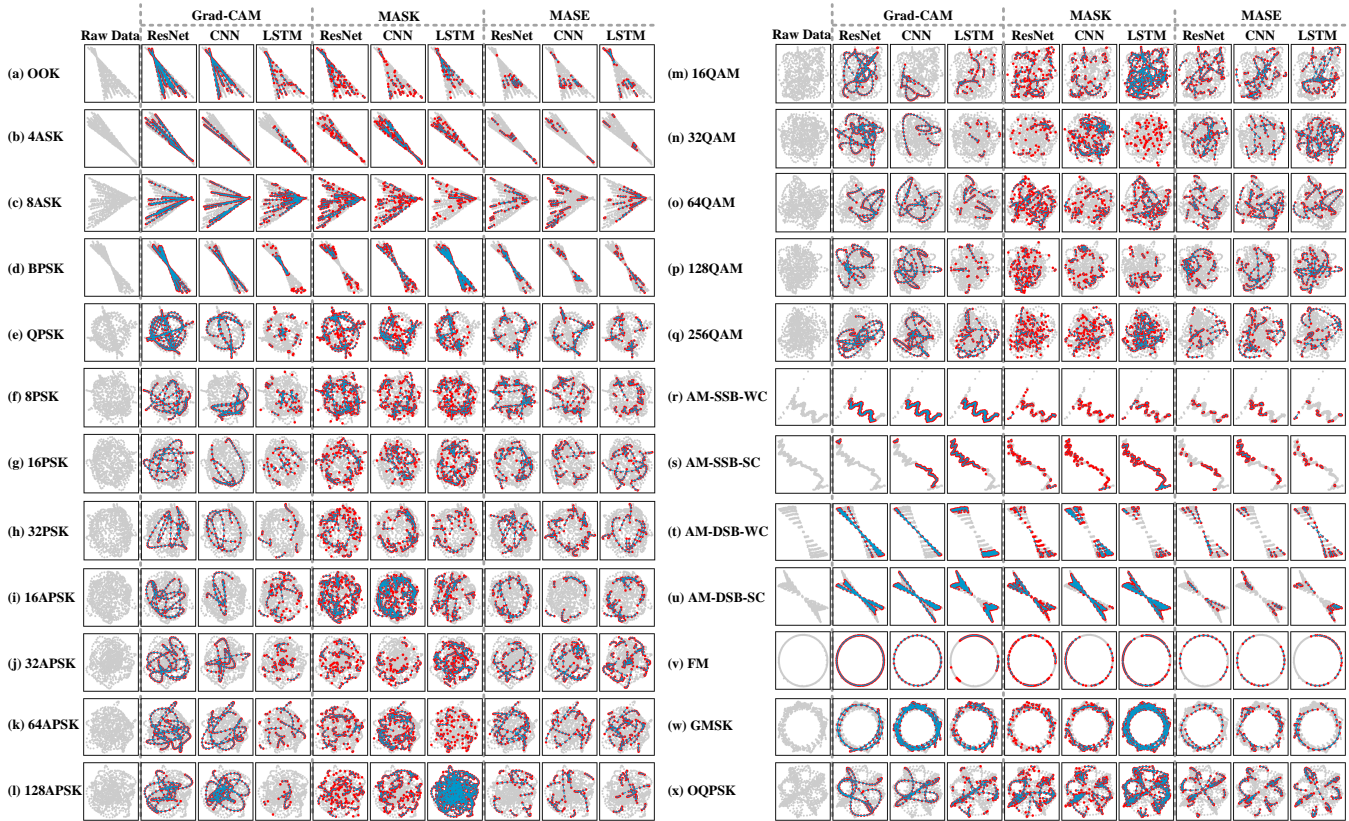 Grad-CAM MASK MASE
Raw Data ResNet CNN LSTM ResNet CNN LSTM ResNet CNN LSTM
(a) OOK
(b) 4ASK
(c) 8ASK
(d) BPSK
(e) QPSK
(f) 8PSK
(g) 16PSK
(h) 32PSK
(i) 16APSK
(j) 32APSK
(k) 64APSK
(l) 128APSK
Grad-CAM MASK MASE
Raw Data ResNet CNN LSTM ResNet CNN LSTM ResNet CNN LSTM
(m) 16QAM
(n) 32QAM
(o) 64QAM
(p) 128QAM
(q) 256QAM
(r) AM-SSB-WC
(s) AM-SSB-SC
(t) AM-DSB-WC
(u) AM-DSB-SC
(v) FM
(w) GMSK
(x) OQPSK